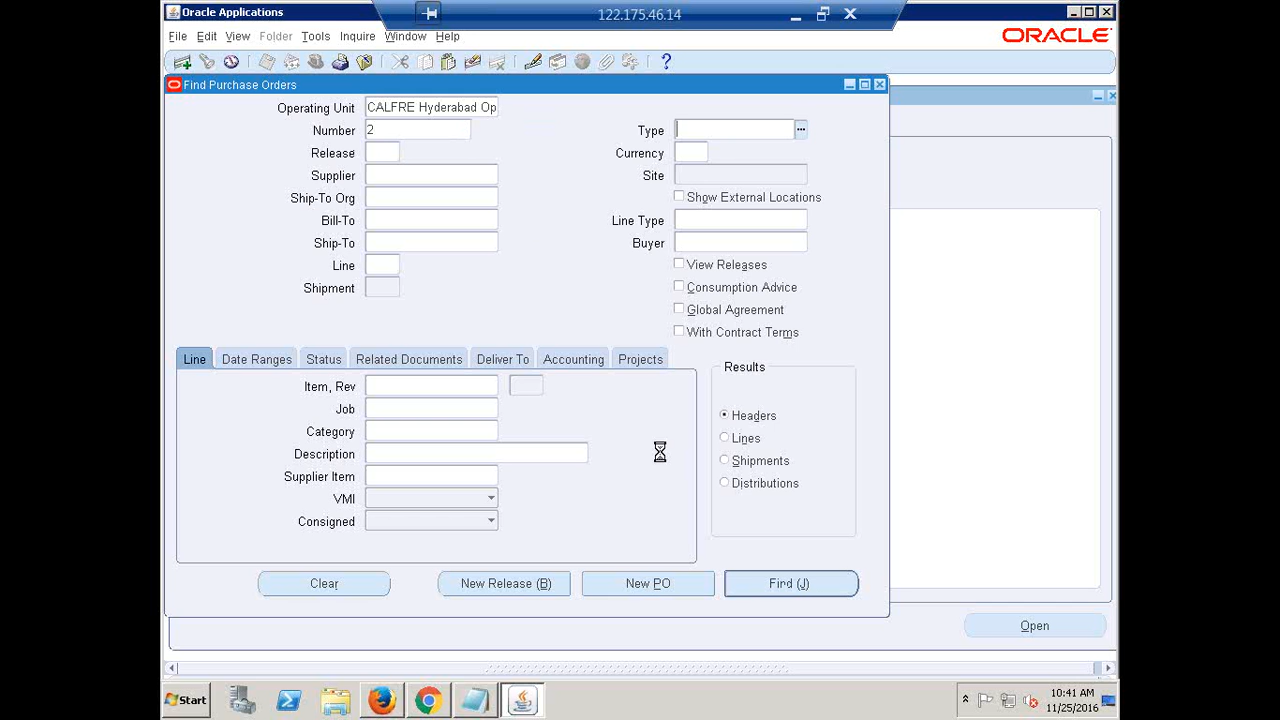 Oracle Applications
122.175.46.14
File Edit View Folder Tools Inquire Window Help
ORACLE
Find Purchase Orders
Operating Unit CALFRE Hyderabad Op
Number 2 Type
Release Currency
Supplier Site
Ship-To Org Show External Locations
Bill-To Line Type
Ship-To Buyer
Line View Releases
Shipment Consumption Advice
Global Agreement
With Contract Terms
Line Date Ranges Status Related Documents Deliver To Accounting Projects
Results
Item, Rev
Job Headers
Category Lines
Description Shipments
Supplier Item Distributions
VMI
Consigned
Clear New Release (B) New PO Find (J)
Open
Start 10:41 AM
11/25/2016